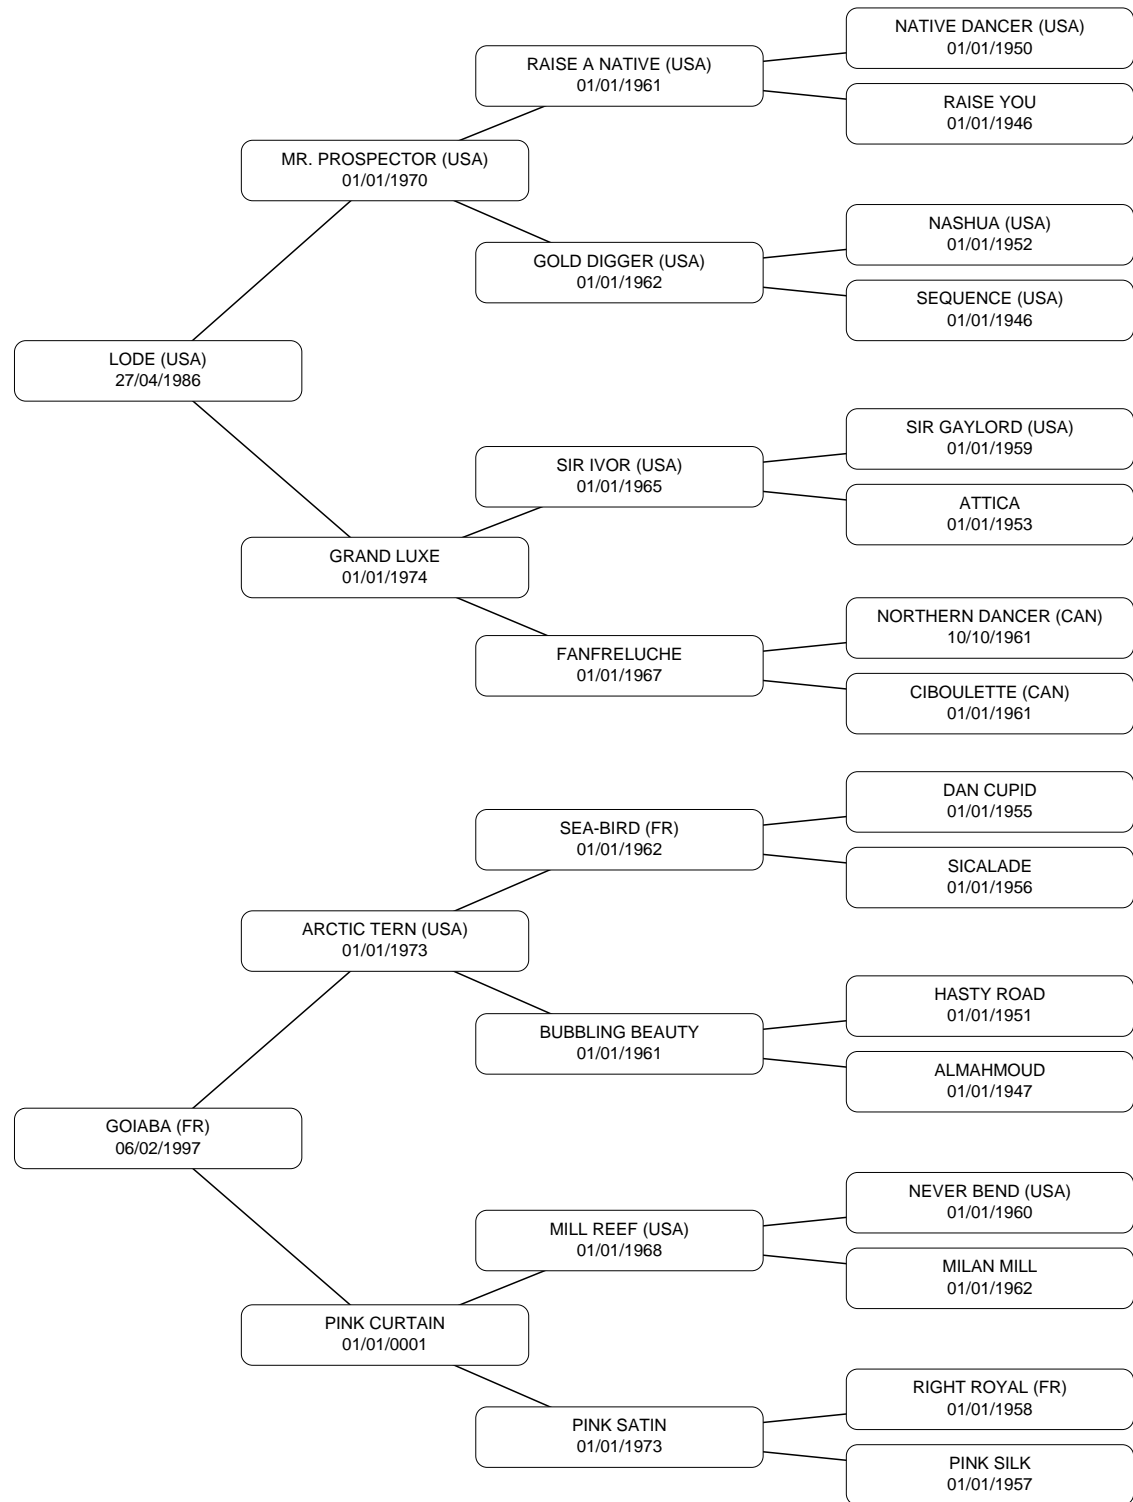 NATIVE DANCER (USA)
01/01/1950
RAISE A NATIVE (USA)
01/01/1961
RAISE YOU
01/01/1946
MR. PROSPECTOR (USA)
01/01/1970
NASHUA (USA)
01/01/1952
GOLD DIGGER (USA)
01/01/1962
SEQUENCE (USA)
01/01/1946
LODE (USA)
27/04/1986
SIR GAYLORD (USA)
01/01/1959
SIR IVOR (USA)
01/01/1965
ATTICA
01/01/1953
GRAND LUXE
01/01/1974
NORTHERN DANCER (CAN)
10/10/1961
FANFRELUCHE
01/01/1967
CIBOULETTE (CAN)
01/01/1961
DAN CUPID
01/01/1955
SEA-BIRD (FR)
01/01/1962
SICALADE
01/01/1956
ARCTIC TERN (USA)
01/01/1973
HASTY ROAD
01/01/1951
BUBBLING BEAUTY
01/01/1961
ALMAHMOUD
01/01/1947
GOIABA (FR)
06/02/1997
NEVER BEND (USA)
01/01/1960
MILL REEF (USA)
01/01/1968
MILAN MILL
01/01/1962
PINK CURTAIN
01/01/0001
RIGHT ROYAL (FR)
01/01/1958
PINK SATIN
01/01/1973
PINK SILK
01/01/1957